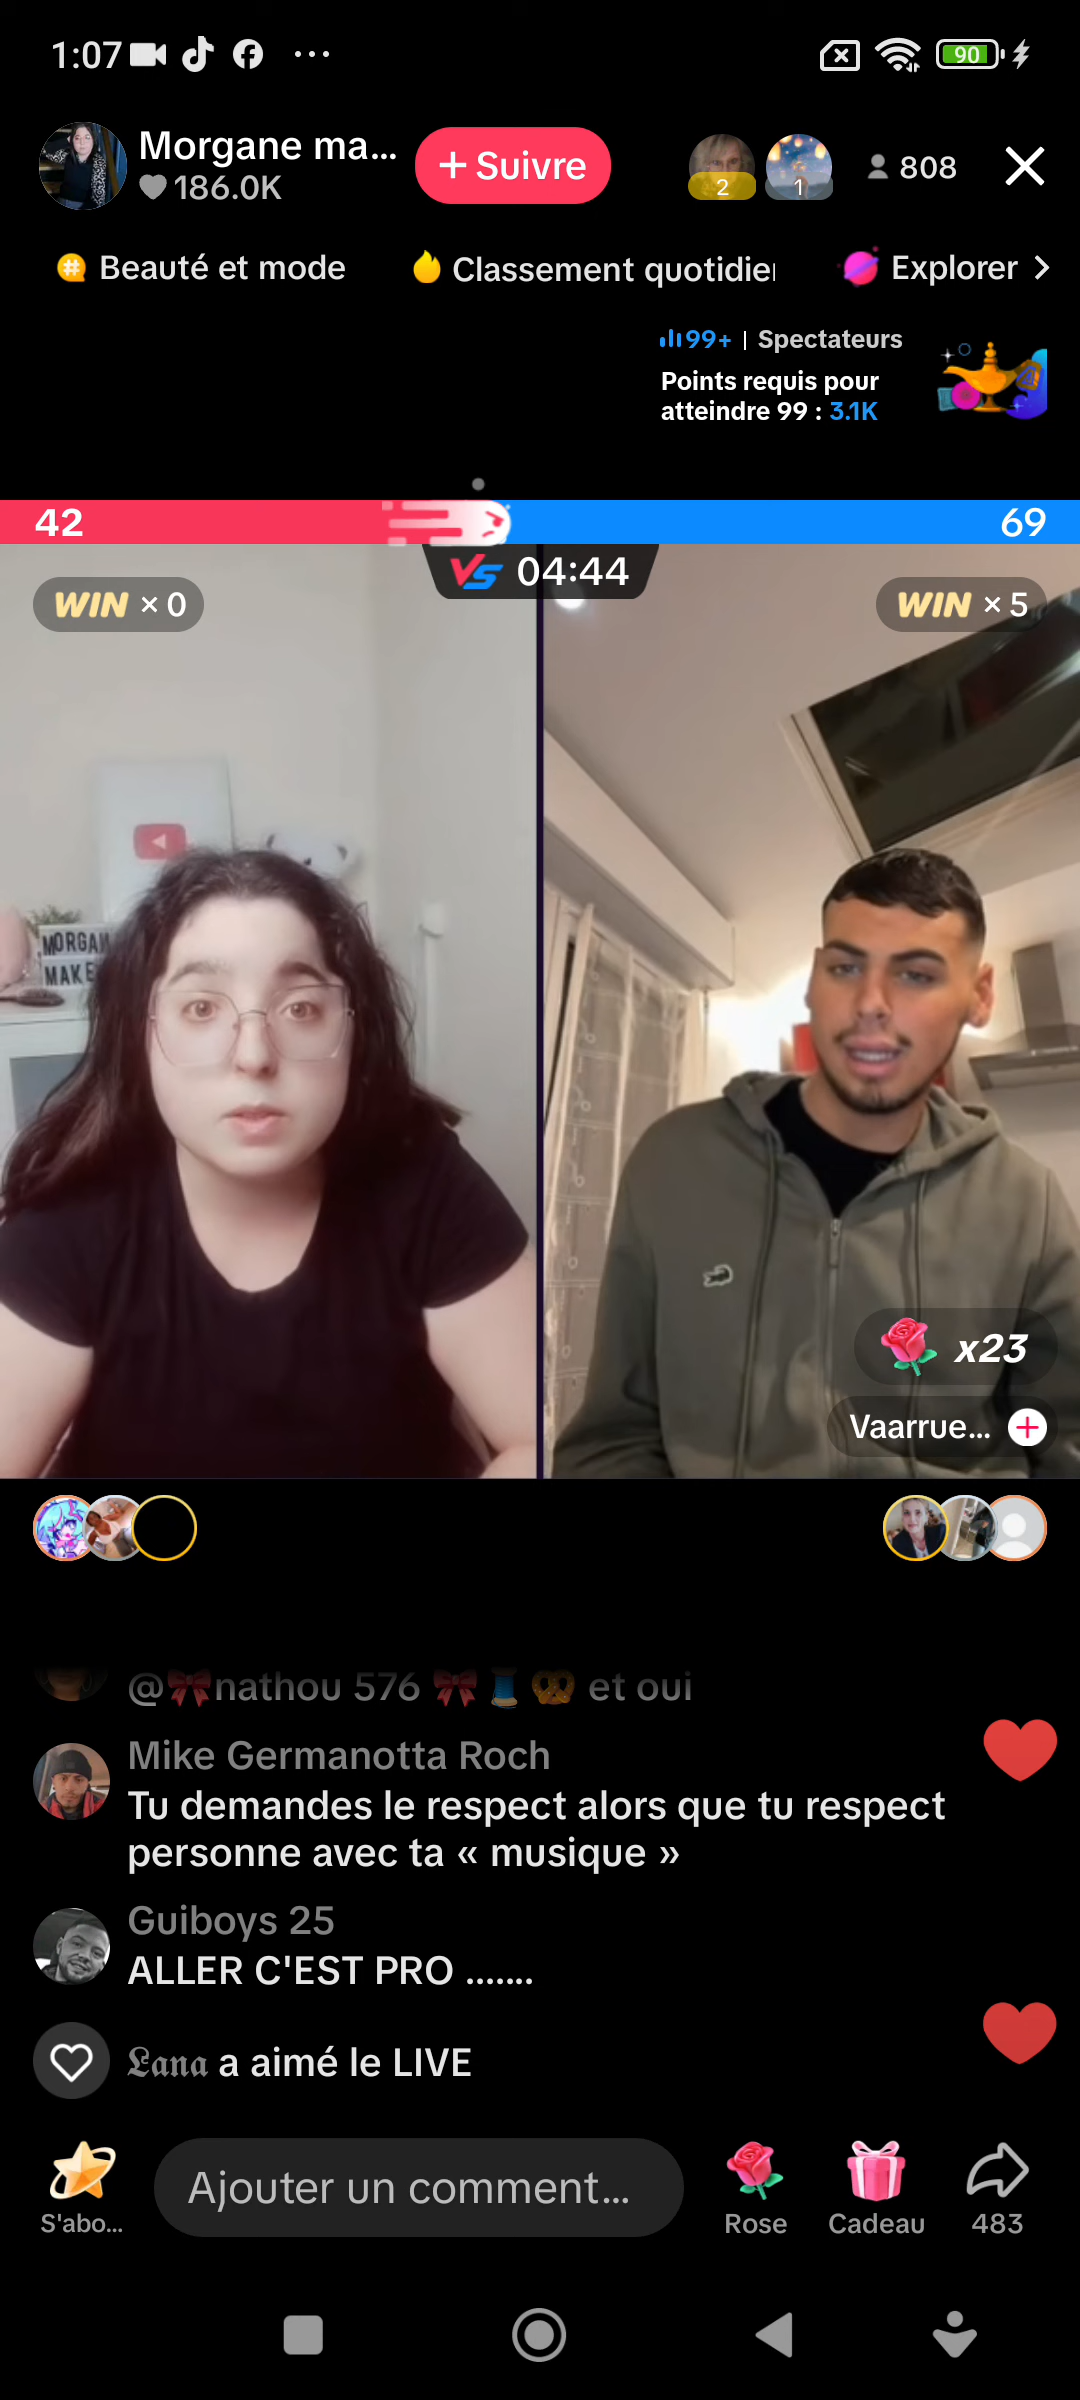 1:07
90
Morgane ma...
186.0K
+ Suivre
2
1
808
Beauté et mode
Classement quotidien
Explorer
99+ | Spectateurs
Points requis pour
atteindre 99 : 3.1K
42
69
VS 04:44
WIN × 0
WIN × 5
MORGAN
MAKE
x23
Vaarrue...
@🎀nathou 576 🎀🧵🥨 et oui
Mike Germanotta Roch
Tu demandes le respect alors que tu respect
personne avec ta « musique »
Guiboys 25
ALLER C'EST PRO .......
𝕷𝖆𝖓𝖆 a aimé le LIVE
S'abo...
Ajouter un comment...
Rose
Cadeau
483